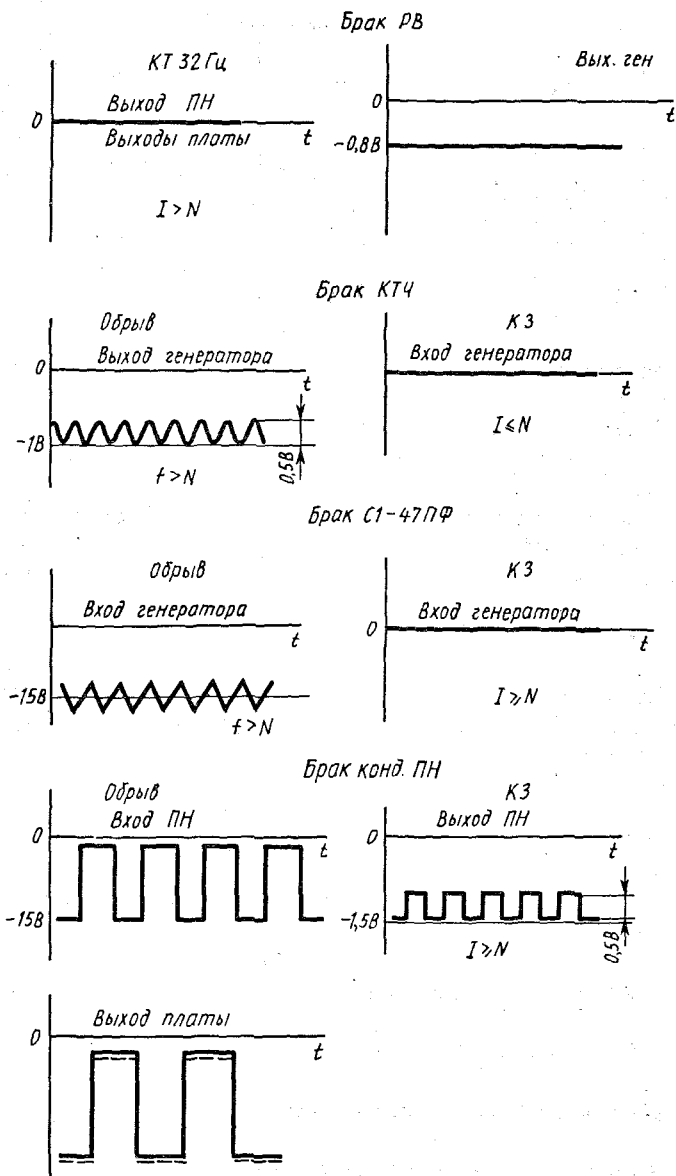 Брак РВ
КТ 32Гц
Выход ПН
0
Выходы платы
t
I > N
Вых. ген
0
t
-0,8В
Брак КТЧ
Обрыв
Выход генератора
0
t
-1В
0,5В
f > N
КЗ
Вход генератора
t
I ⩽ N
Брак С1-47ПФ
Обрыв
Вход генератора
t
-15В
f > N
КЗ
Вход генератора
0
t
I ⩾ N
Брак конд. ПН
Обрыв
Вход ПН
0
t
-15В
КЗ
Выход ПН
0
t
-1,5В
0,5В
I ⩾ N
Выход платы
0
t